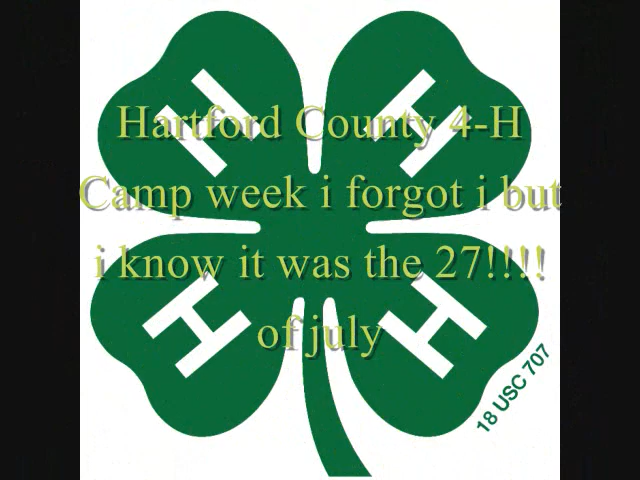 H H
Hartford County 4-H
Camp week i forgot i but
i know it was the 27!!!!
of july
H H
18 USC 707